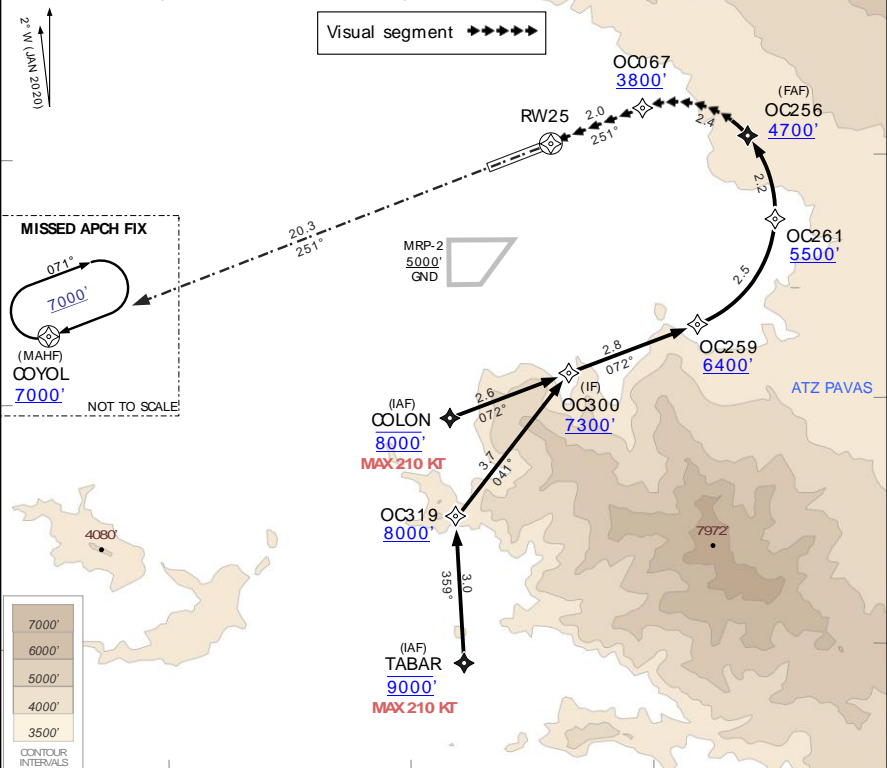 2° W (JAN 2020)
Visual segment
OC067
3800'
(FAF)
OC256
4700'
RW25
2.0
251°
2.4
2.2
OC261
5500'
20.3
251°
MRP-2
5000'
GND
MISSED APCH FIX
071°
7000'
(MAHF)
COYOL
7000'
NOT TO SCALE
2.5
2.8
072°
OC259
6400'
ATZ PAVAS
(IF)
OC300
7300'
(IAF)
COLON
8000'
MAX 210 KT
2.6
072°
3.7
041°
OC319
8000'
4080'
7972'
359°
3.0
(IAF)
TABAR
9000'
MAX 210 KT
7000'
6000'
5000'
4000'
3500'
CONTOUR
INTERVALS